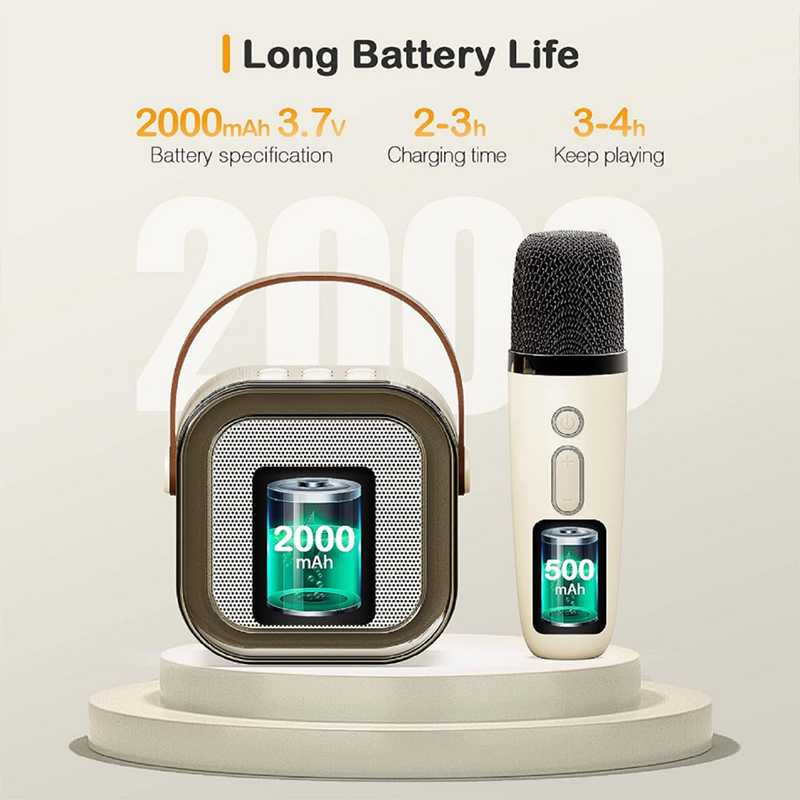 Long Battery Life
2000mAh 3.7V
Battery specification
2-3h
Charging time
3-4h
Keep playing
2000
2000
mAh
500
mAh